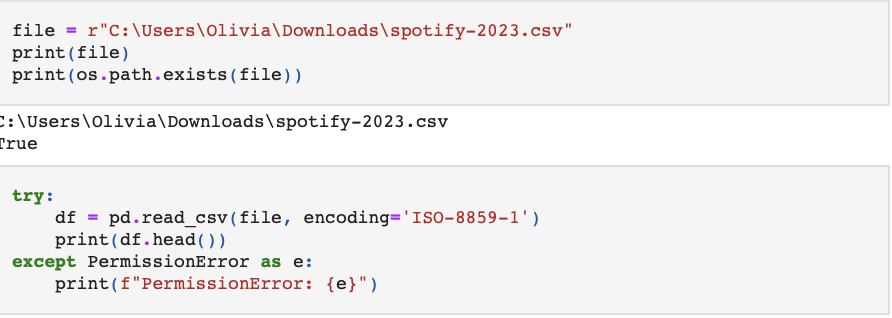 file = r"C:\Users\Olivia\Downloads\spotify-2023.csv"
print(file)
print(os.path.exists(file))
C:\Users\Olivia\Downloads\spotify-2023.csv
True
try:
    df = pd.read_csv(file, encoding='ISO-8859-1')
    print(df.head())
except PermissionError as e:
    print(f"PermissionError: {e}")